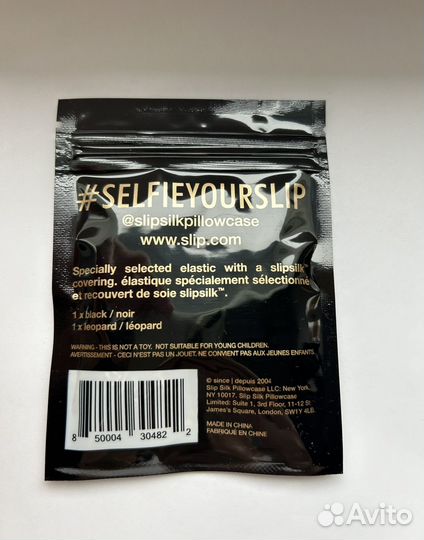 #SELFIEYOURSLIP
@slipsilkpillowcase
www.slip.com
Specially selected elastic with a slipsilk™
covering. élastique spécialement sélectionné
et recouvert de soie slipsilk™.
1 x black / noir
1 x leopard / léopard
WARNING - THIS IS NOT A TOY. NOT SUITABLE FOR YOUNG CHILDREN.
AVERTISSEMENT - CECI N'EST PAS UN JOUET. NE CONVIENT PAS AUX JEUNES ENFANTS.
© since | depuis 2004
Slip Silk Pillowcase LLC: New York,
NY 10017. Slip Silk Pillowcase
Limited: Suite 1, 3rd Floor, 11-12 St
James's Square, London, SW1Y 4LB.
MADE IN CHINA
FABRIQUÉ EN CHINE
8 50004 30482 2
Avito